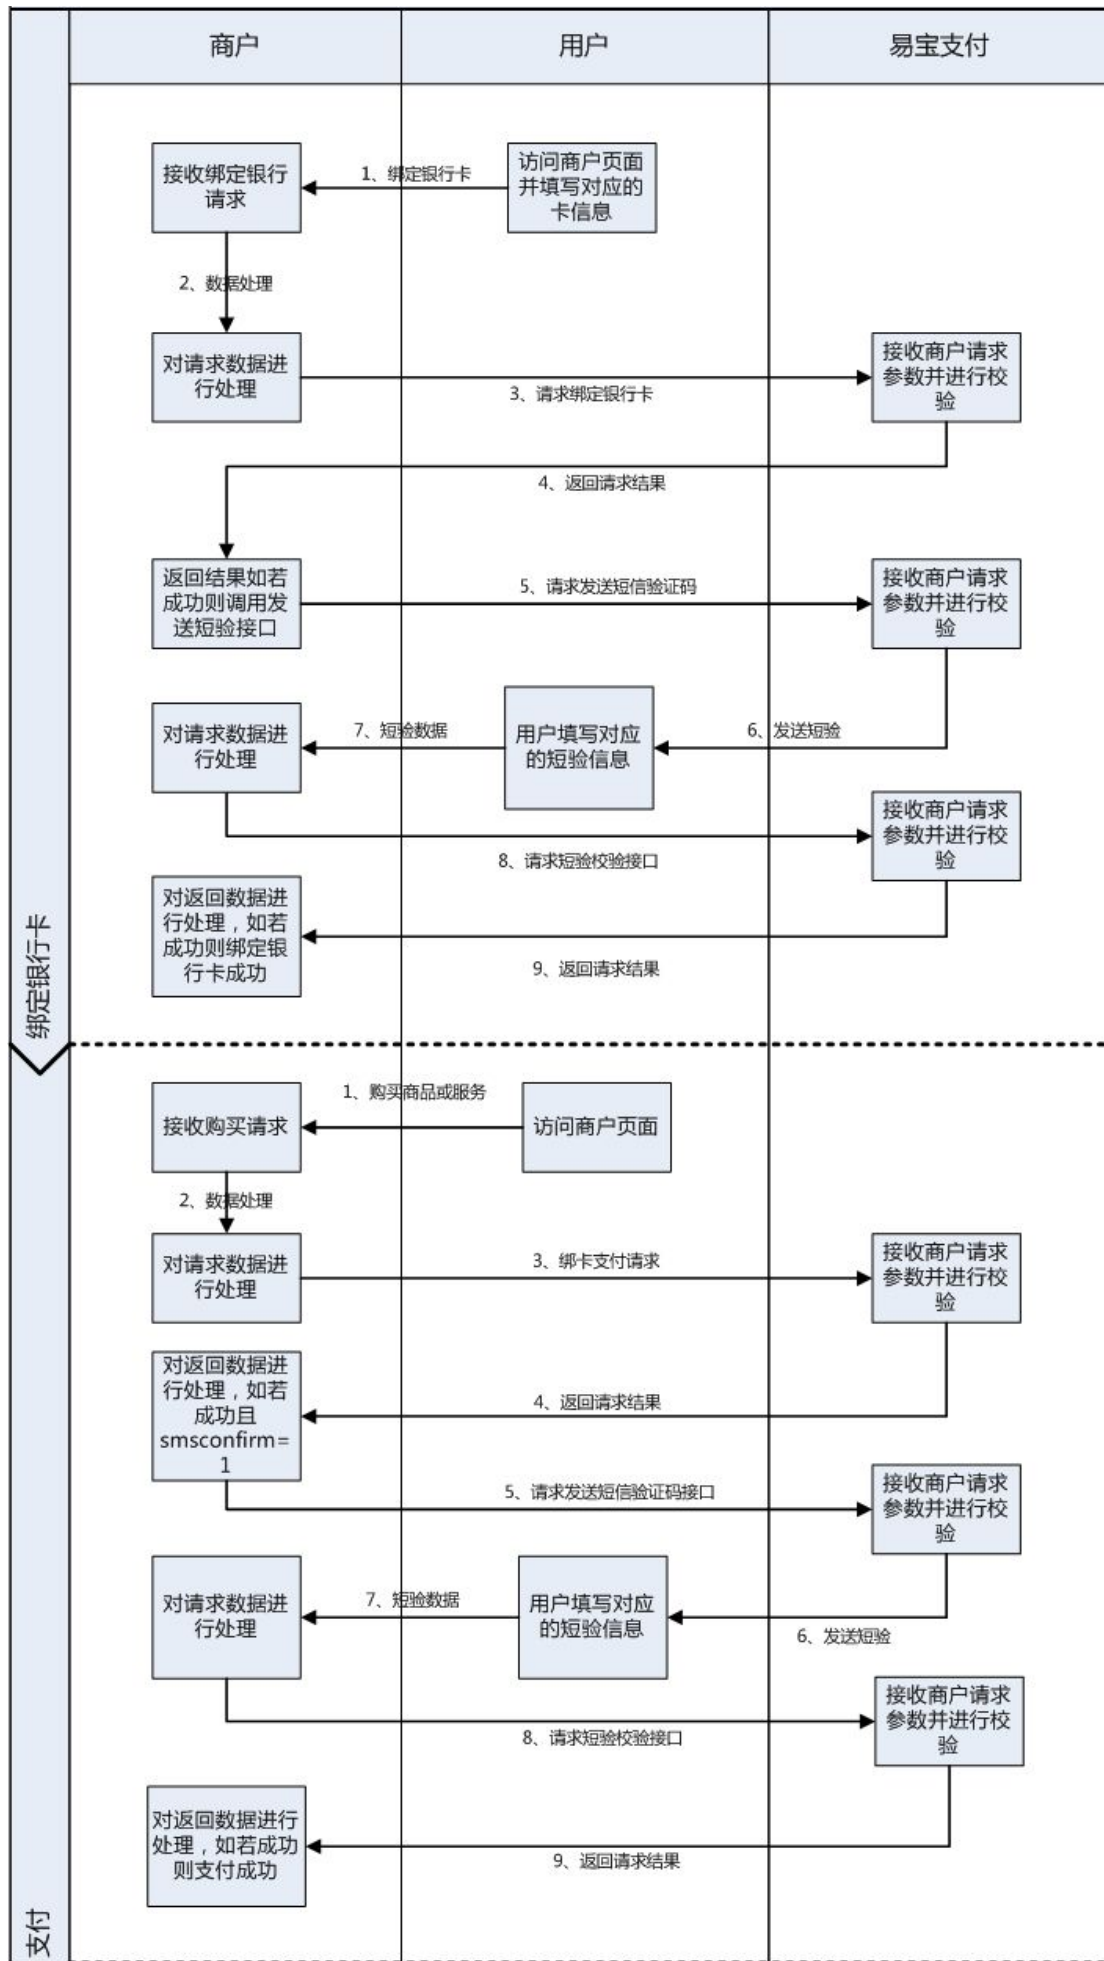 商户
用户
易宝支付
接收绑定银行
请求
1、绑定银行卡
访问商户页面
并填写对应的
卡信息
2、数据处理
对请求数据进
行处理
3、请求绑定银行卡
接收商户请求
参数并进行校
验
4、返回请求结果
返回结果如若
成功则调用发
送短验接口
5、请求发送短信验证码
接收商户请求
参数并进行校
验
对请求数据进
行处理
7、短验数据
用户填写对应
的短验信息
6、发送短验
接收商户请求
参数并进行校
验
8、请求短验校验接口
对返回数据进
行处理，如若
成功则绑定银
行卡成功
9、返回请求结果
绑定银行卡
接收购买请求
1、购买商品或服务
访问商户页面
2、数据处理
对请求数据进
行处理
3、绑卡支付请求
接收商户请求
参数并进行校
验
对返回数据进
行处理，如若
成功且
smsconfirm=
1
4、返回请求结果
5、请求发送短信验证码接口
接收商户请求
参数并进行校
验
对请求数据进
行处理
7、短验数据
用户填写对应
的短验信息
6、发送短验
接收商户请求
参数并进行校
验
8、请求短验校验接口
对返回数据进行
处理，如若成功
则支付成功
9、返回请求结果
支付